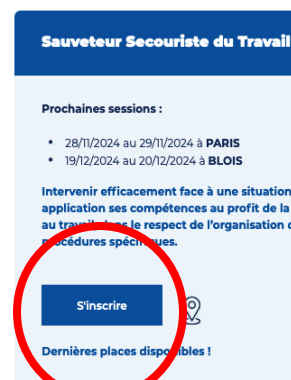 Sauveteur Secouriste du Travail
Prochaines sessions :
• 28/11/2024 au 29/11/2024 à PARIS
• 19/12/2024 au 20/12/2024 à BLOIS
Intervenir efficacement face à une situation
application ses compétences au profit de la
au travail dans le respect de l'organisation
procédures spécifiques.
S'inscrire
Dernières places disponibles !